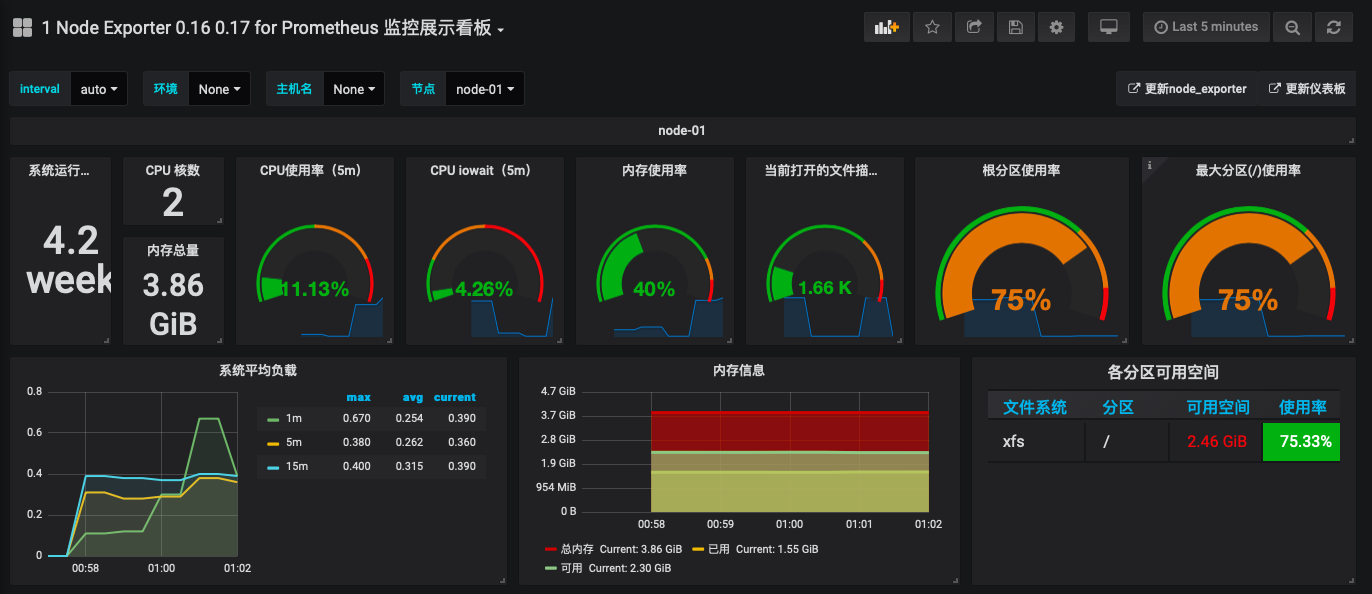 1 Node Exporter 0.16 0.17 for Prometheus 监控展示看板
Last 5 minutes
interval auto 环境 None 主机名 None 节点 node-01 更新node_exporter 更新仪表板
node-01
系统运行...
4.2
week
CPU 核数
2
内存总量
3.86
GiB
CPU使用率（5m）
11.13%
CPU iowait（5m）
4.26%
内存使用率
40%
当前打开的文件描...
1.66 K
根分区使用率
75%
i
最大分区(/)使用率
75%
系统平均负载
0.8
0.6
0.4
0.2
0
00:58 01:00 01:02
max avg current
1m 0.670 0.254 0.390
5m 0.380 0.262 0.360
15m 0.400 0.315 0.390
内存信息
4.7 GiB
3.7 GiB
2.8 GiB
1.9 GiB
954 MiB
0 B
00:58 00:59 01:00 01:01 01:02
总内存 Current: 3.86 GiB 已用 Current: 1.55 GiB
可用 Current: 2.30 GiB
各分区可用空间
文件系统 分区 可用空间 使用率
xfs / 2.46 GiB 75.33%